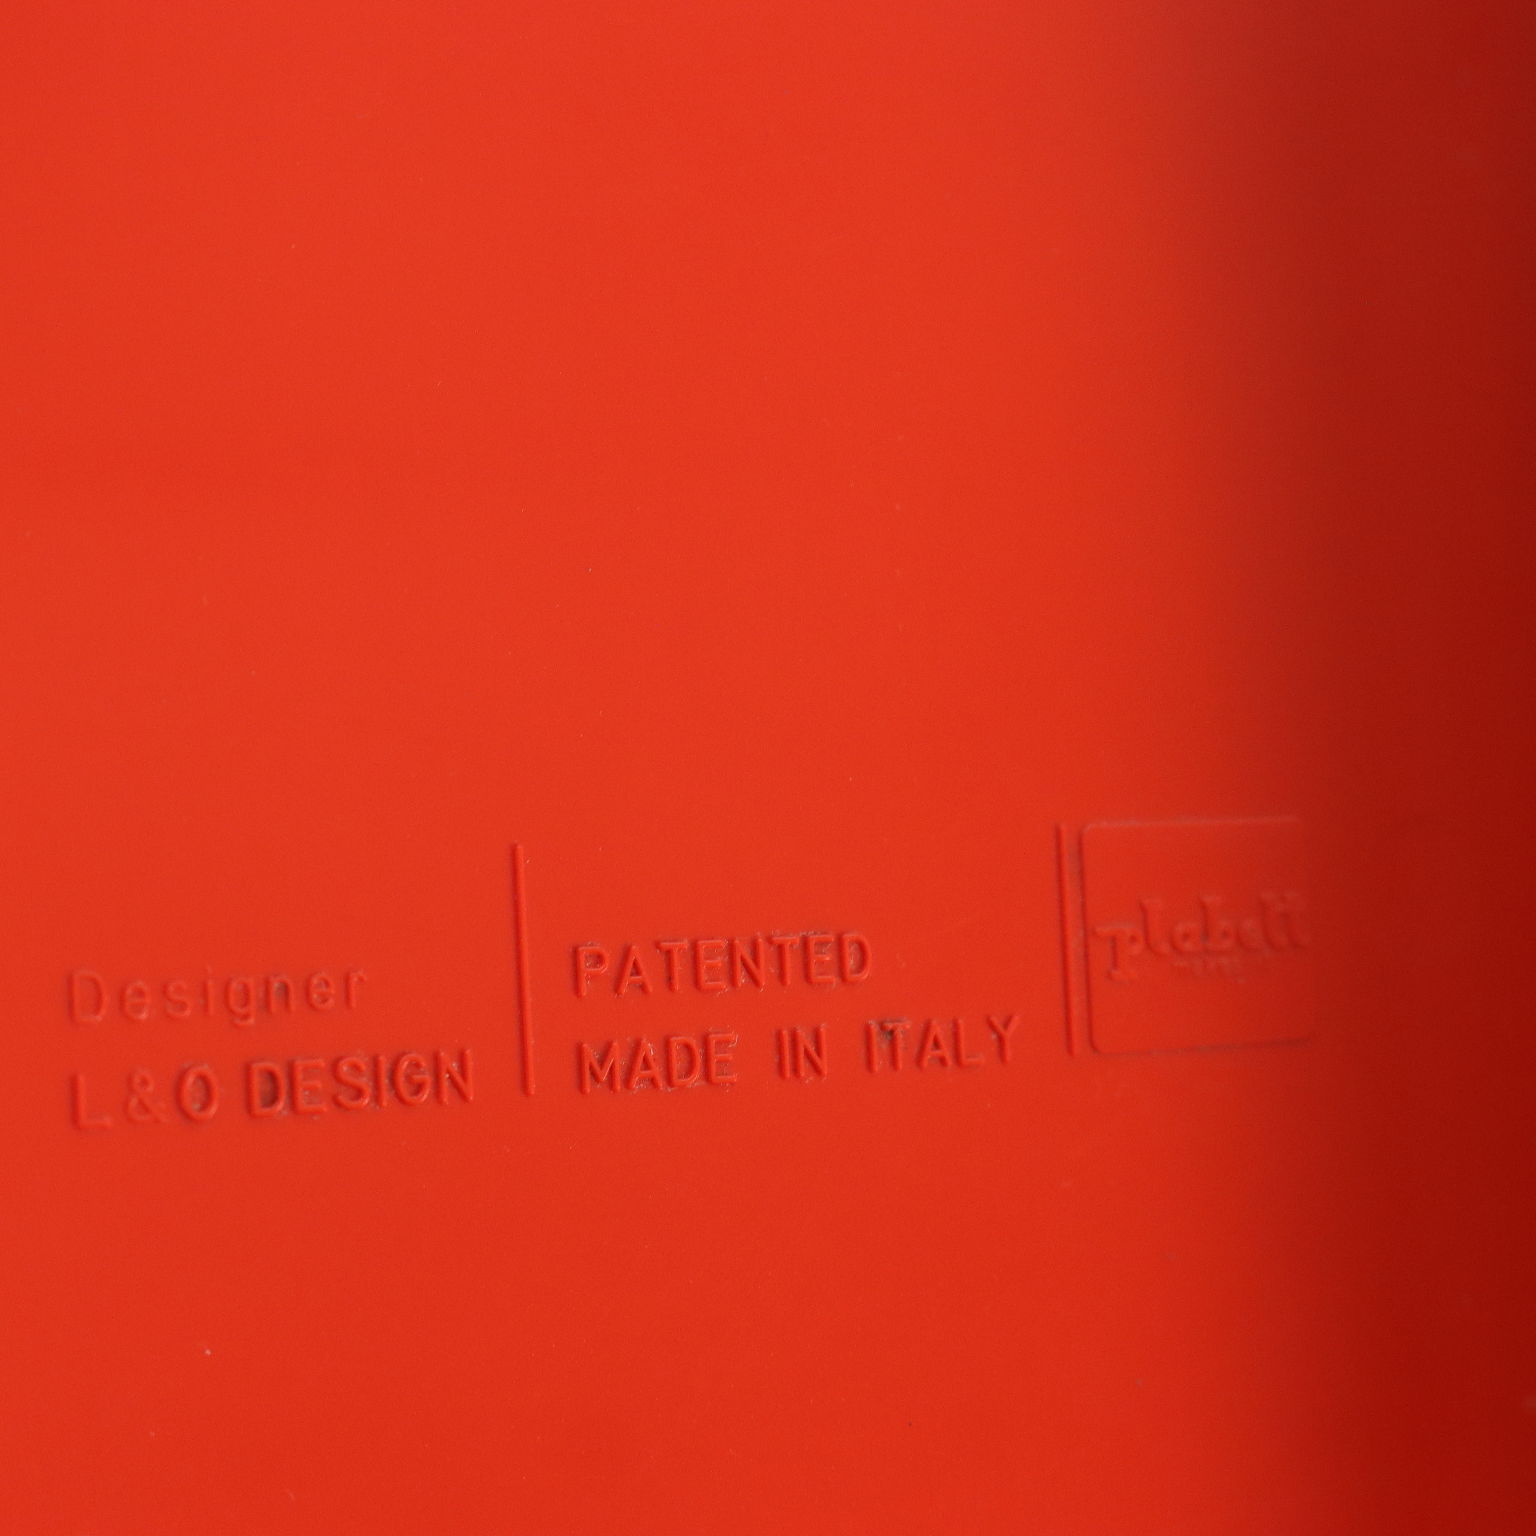 Designer
L&O DESIGN
PATENTED
MADE IN ITALY